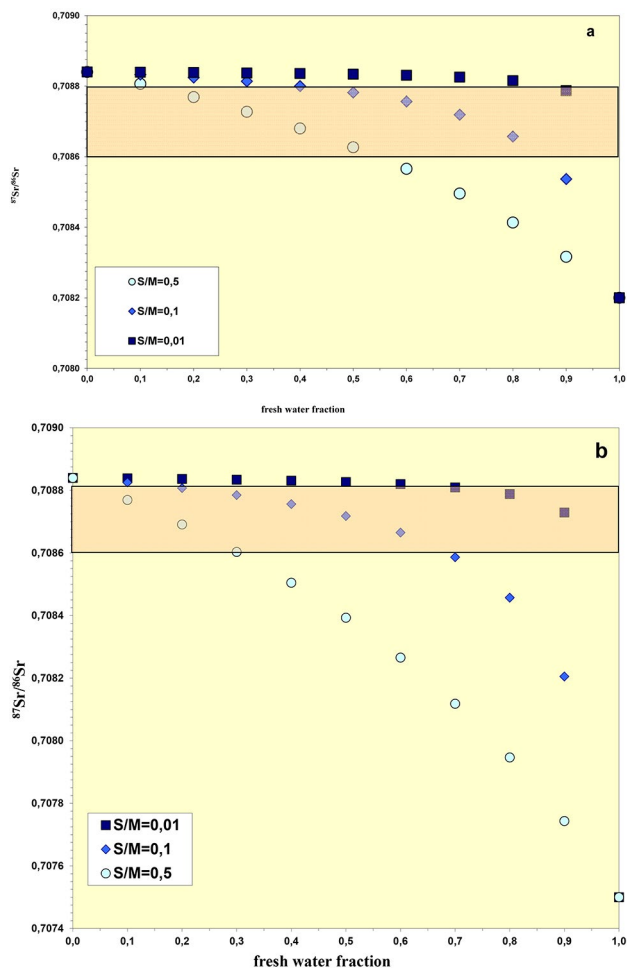 0,7090
a
0,7088
0,7086
87Sr/86Sr
0,7084
S/M=0,5
S/M=0,1
S/M=0,01
0,7082
0,7080
0,0 0,1 0,2 0,3 0,4 0,5 0,6 0,7 0,8 0,9 1,0
fresh water fraction
0,7090
b
0,7088
0,7086
0,7084
87Sr/86Sr
0,7082
0,7080
0,7078
S/M=0,01
S/M=0,1
S/M=0,5
0,7076
0,7074
0,0 0,1 0,2 0,3 0,4 0,5 0,6 0,7 0,8 0,9 1,0
fresh water fraction